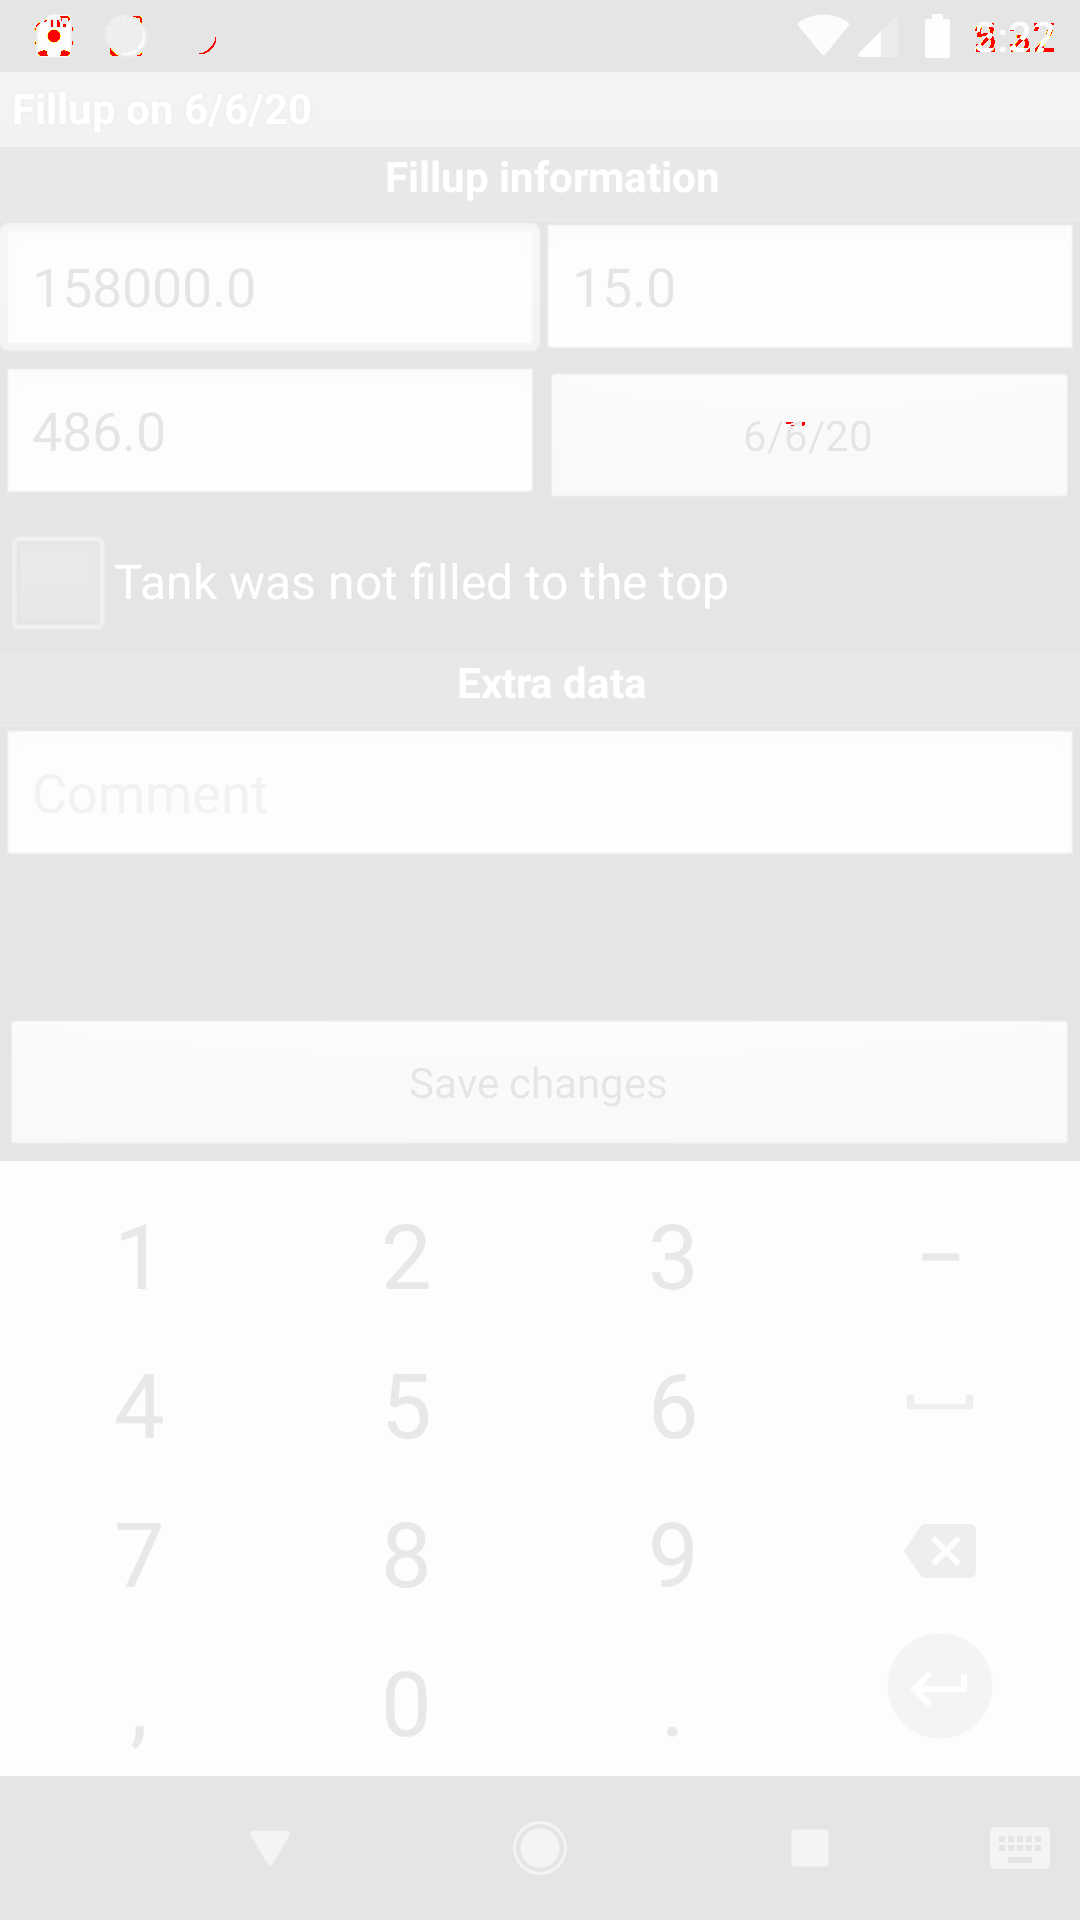 Fillup on 6/6/20
Fillup information
158000.0 15.0
486.0 6/6/20
Tank was not filled to the top
Extra data
Comment
Save changes
1 2 3 –
4 5 6
7 8 9
, 0 .